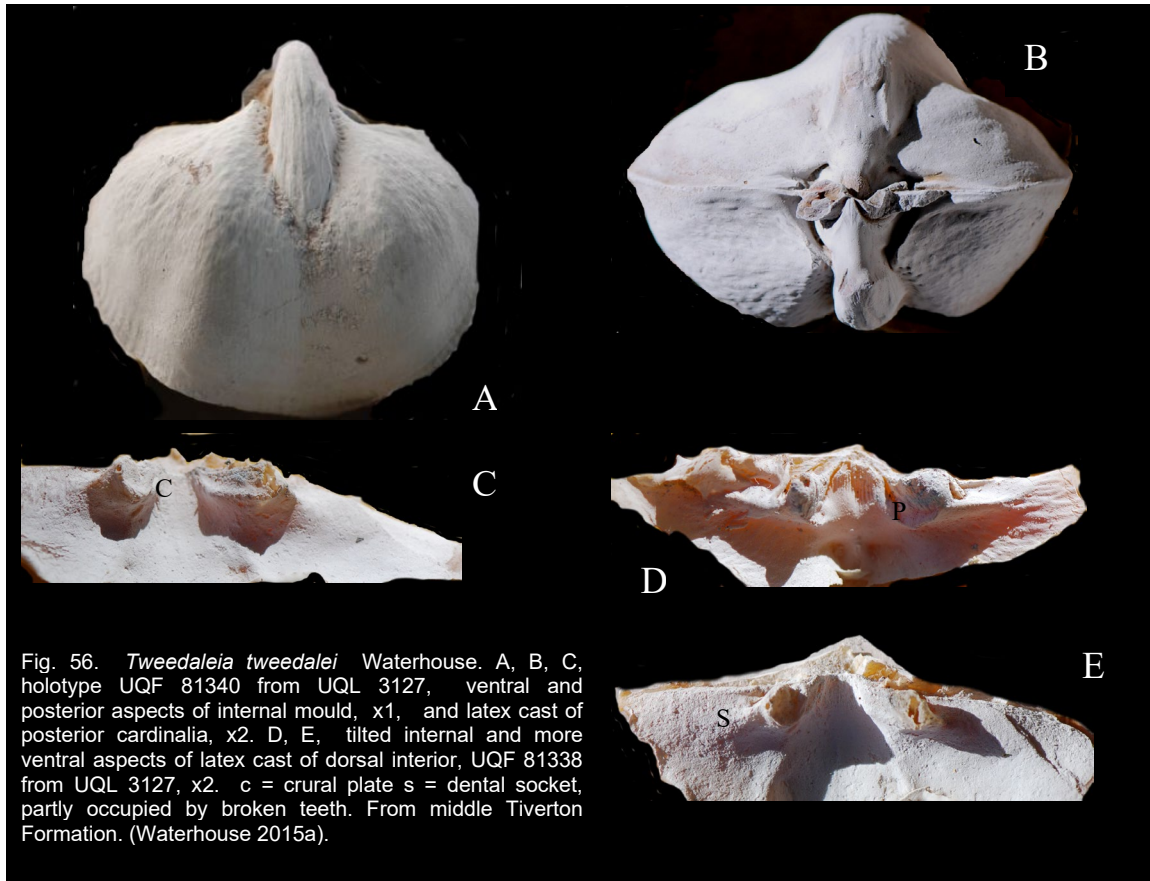 B
A
C
C
P
D
E
S
Fig. 56. Tweedaleia tweedalei Waterhouse. A, B, C,
holotype UQF 81340 from UQL 3127, ventral and
posterior aspects of internal mould, x1, and latex cast of
posterior cardinalia, x2. D, E, tilted internal and more
ventral aspects of latex cast of dorsal interior, UQF 81338
from UQL 3127, x2. c = crural plate s = dental socket,
partly occupied by broken teeth. From middle Tiverton
Formation. (Waterhouse 2015a).